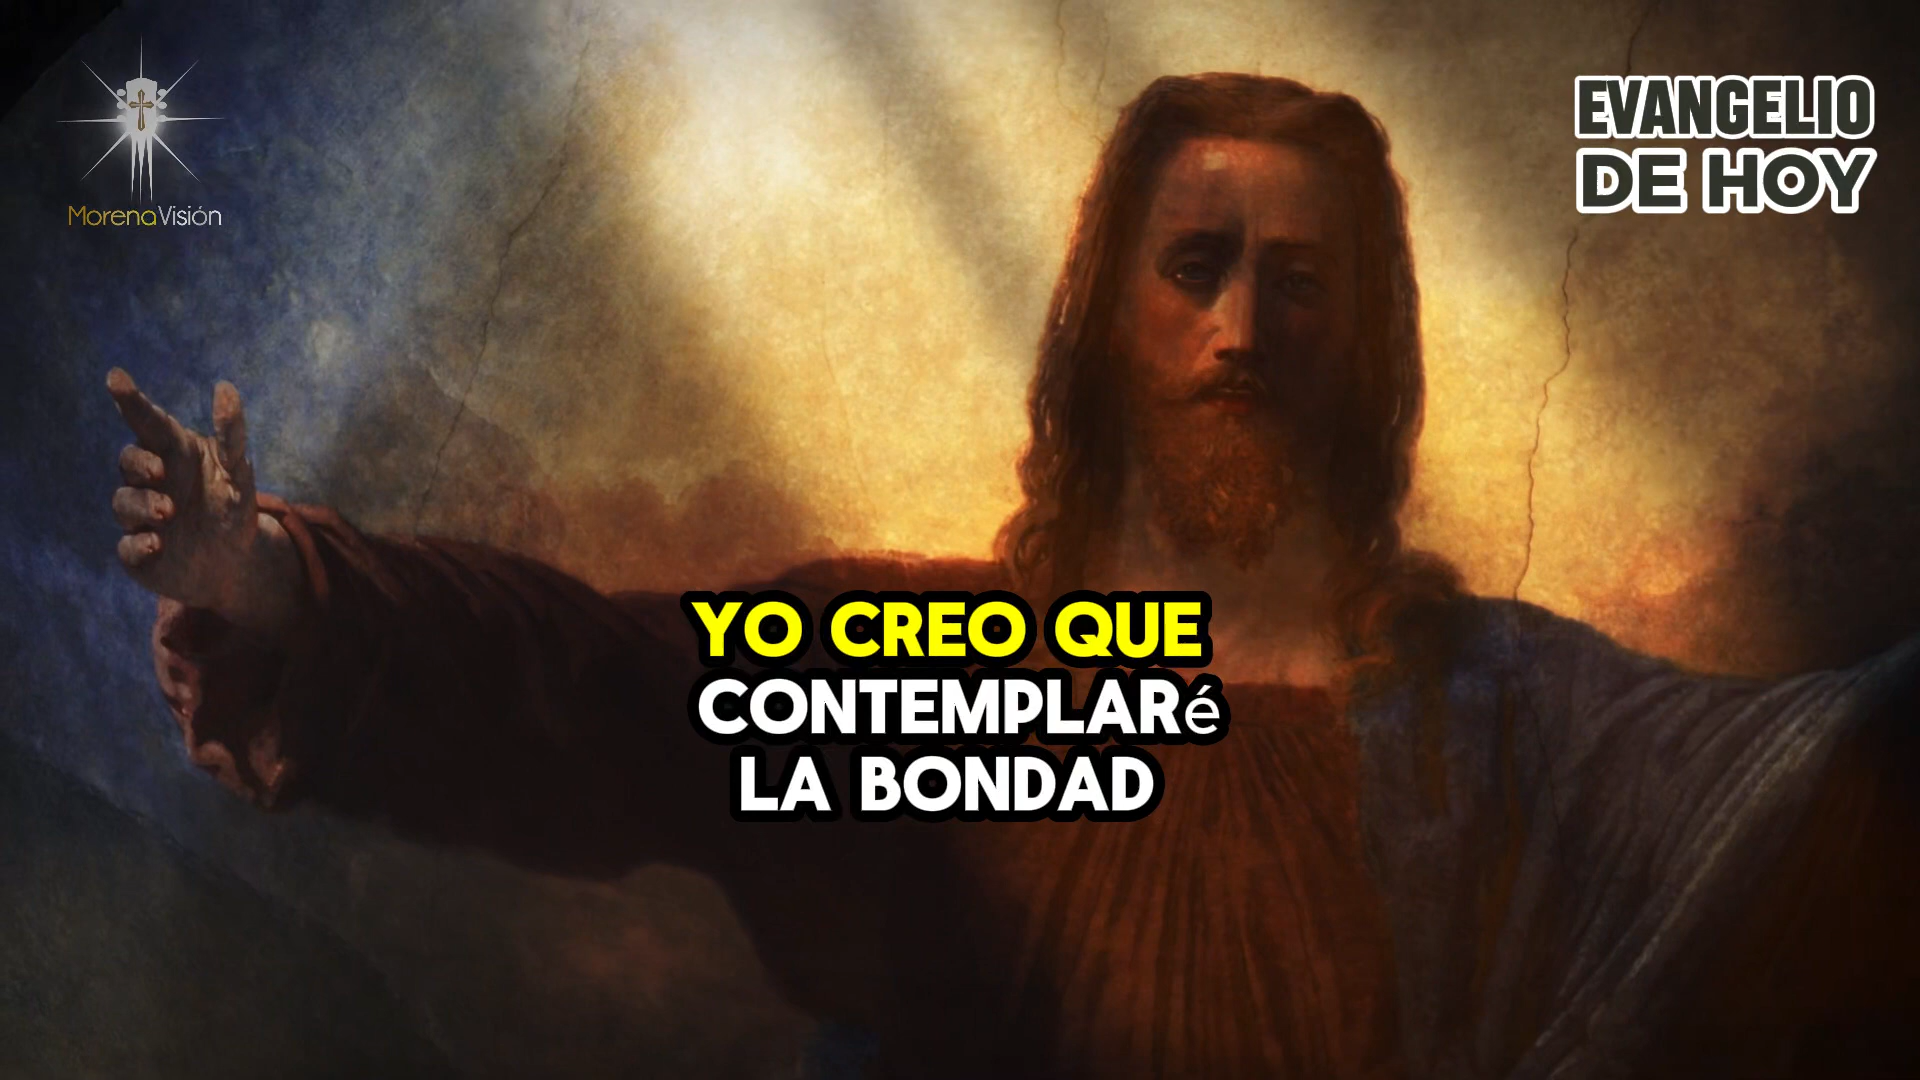 MorenaVisión
EVANGELIO
DE HOY
YO CREO QUE
CONTEMPLARé
LA BONDAD